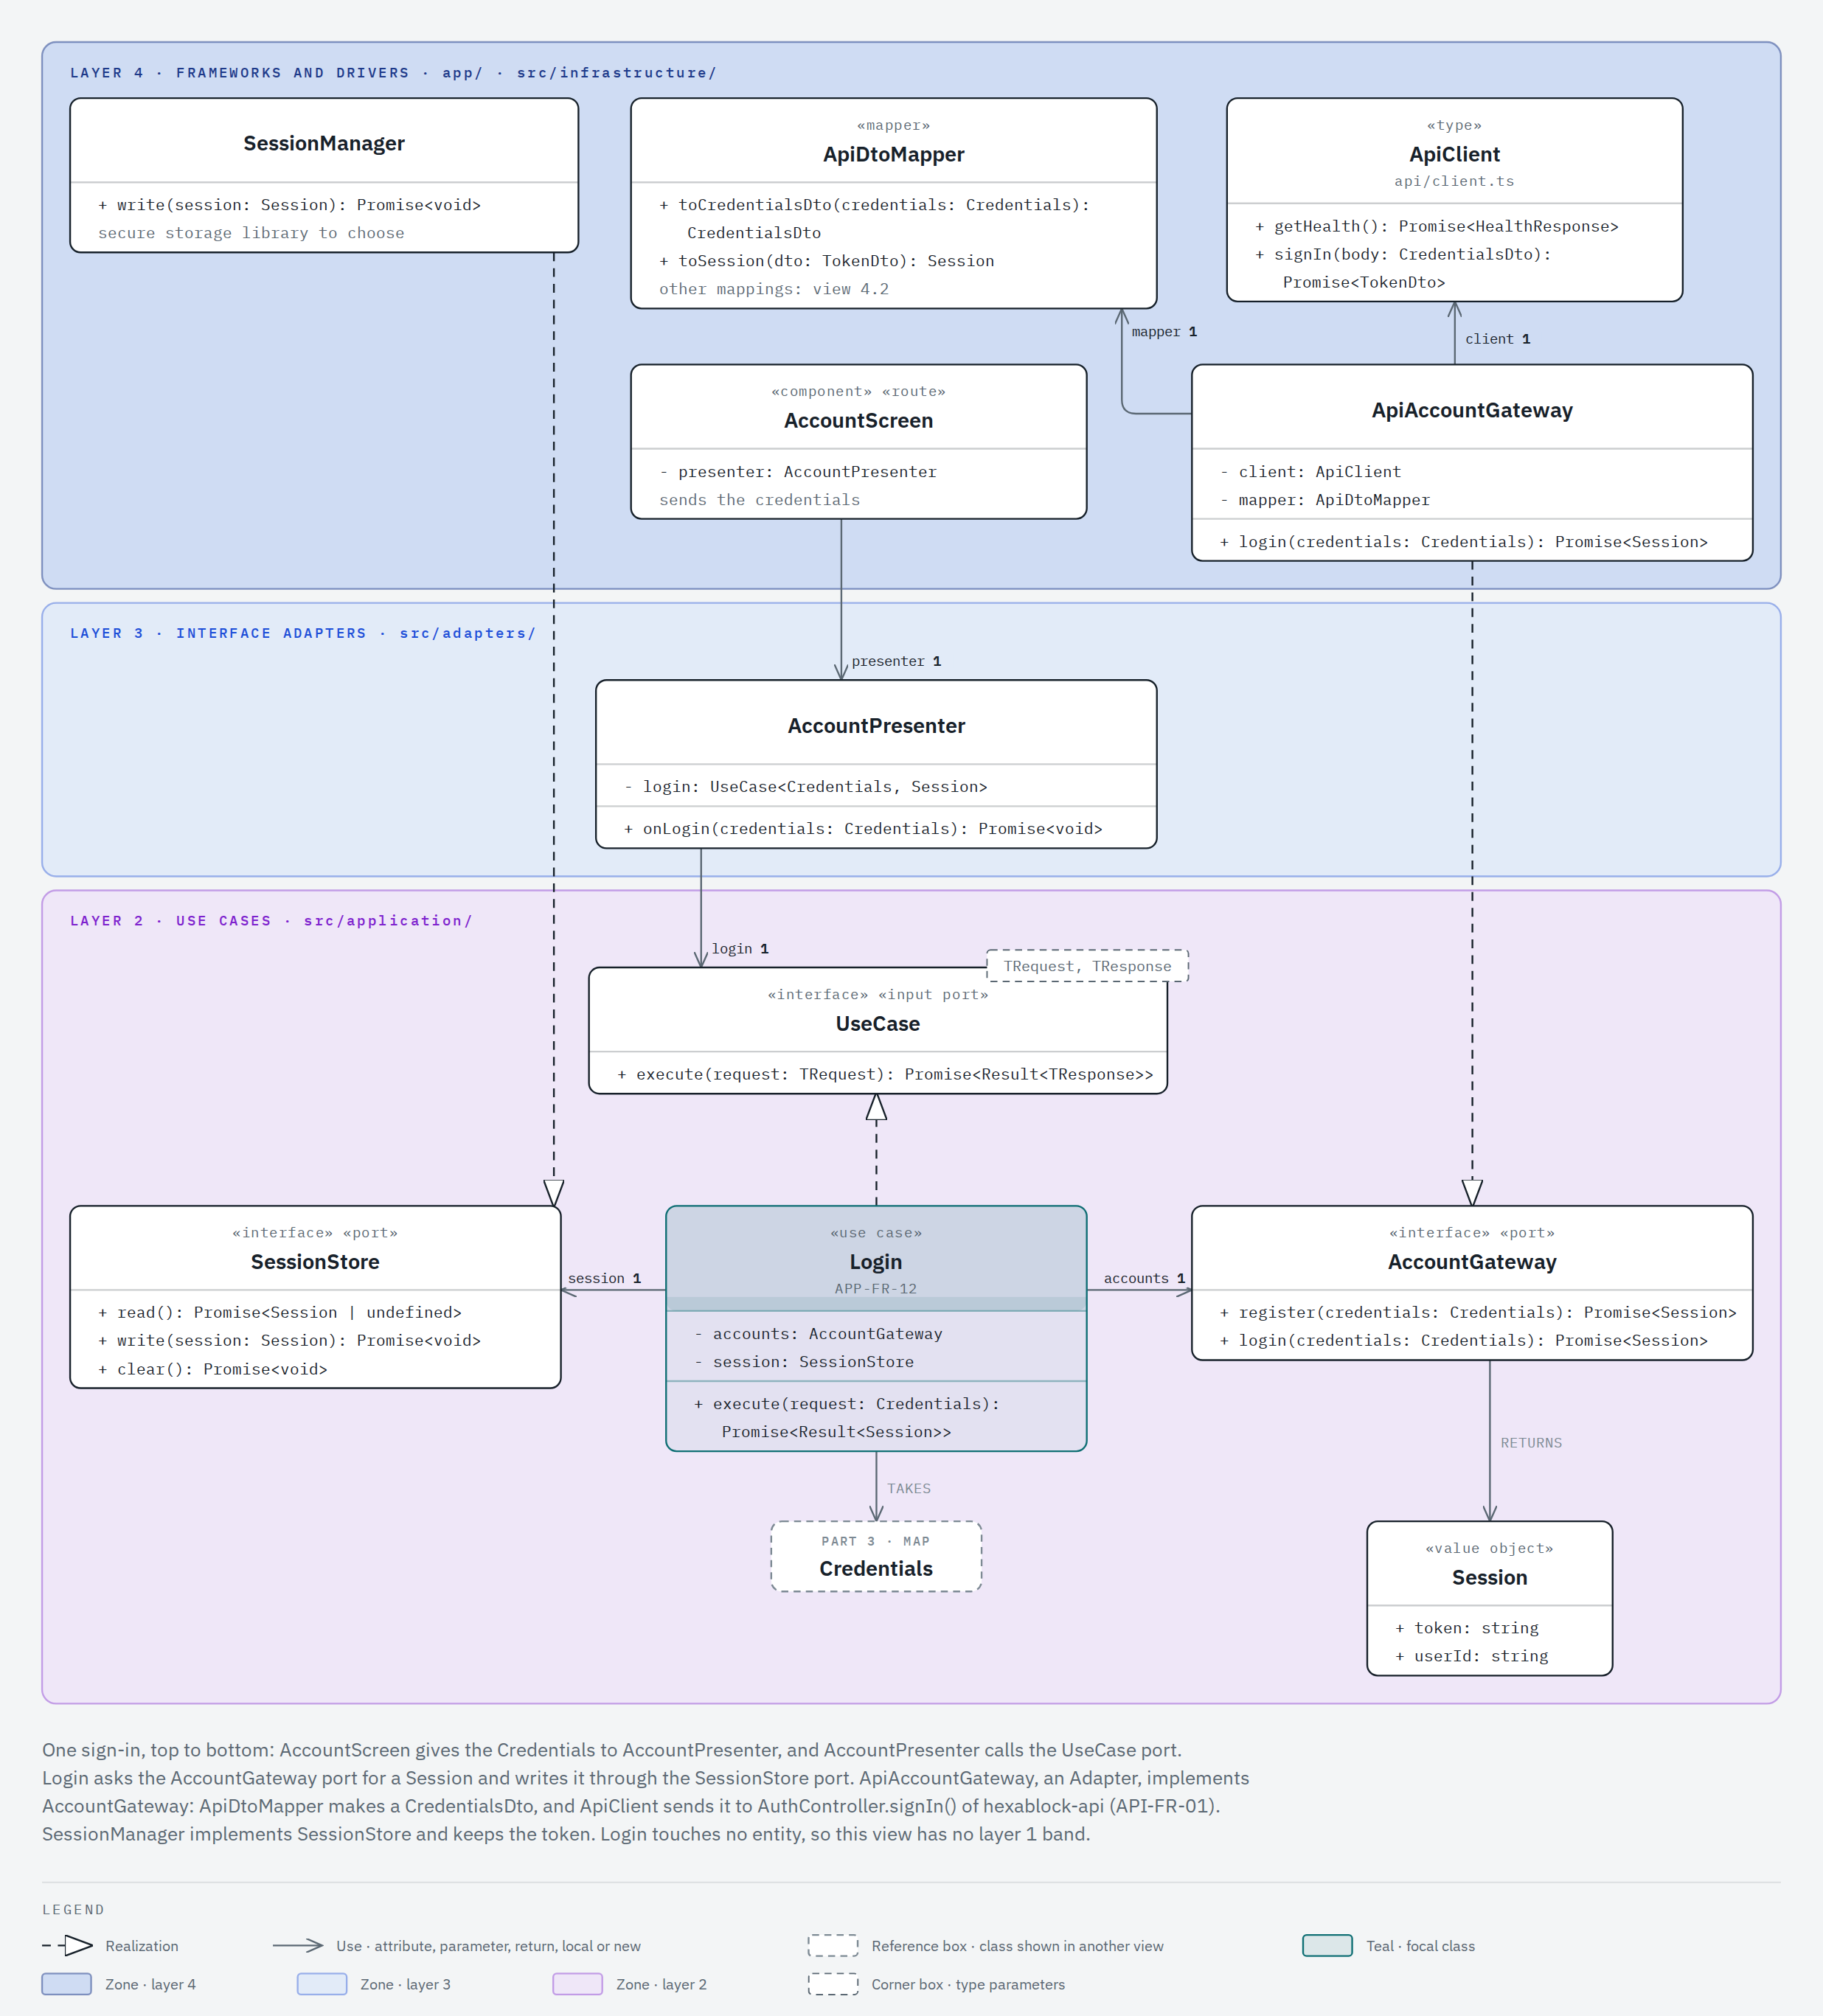 LAYER 4 · FRAMEWORKS AND DRIVERS · app/ · src/infrastructure/
SessionManager
+ write(session: Session): Promise<void>
secure storage library to choose
«mapper»
ApiDtoMapper
+ toCredentialsDto(credentials: Credentials):
CredentialsDto
+ toSession(dto: TokenDto): Session
other mappings: view 4.2
«type»
ApiClient
api/client.ts
+ getHealth(): Promise<HealthResponse>
+ signIn(body: CredentialsDto):
Promise<TokenDto>
mapper 1
client 1
«component» «route»
AccountScreen
- presenter: AccountPresenter
sends the credentials
ApiAccountGateway
- client: ApiClient
- mapper: ApiDtoMapper
+ login(credentials: Credentials): Promise<Session>
LAYER 3 · INTERFACE ADAPTERS · src/adapters/
presenter 1
AccountPresenter
- login: UseCase<Credentials, Session>
+ onLogin(credentials: Credentials): Promise<void>
LAYER 2 · USE CASES · src/application/
login 1
TRequest, TResponse
«interface» «input port»
UseCase
+ execute(request: TRequest): Promise<Result<TResponse>>
«interface» «port»
SessionStore
+ read(): Promise<Session | undefined>
+ write(session: Session): Promise<void>
+ clear(): Promise<void>
session 1
«use case»
Login
APP-FR-12
- accounts: AccountGateway
- session: SessionStore
+ execute(request: Credentials):
Promise<Result<Session>>
accounts 1
«interface» «port»
AccountGateway
+ register(credentials: Credentials): Promise<Session>
+ login(credentials: Credentials): Promise<Session>
RETURNS
TAKES
PART 3 · MAP
Credentials
«value object»
Session
+ token: string
+ userId: string
One sign-in, top to bottom: AccountScreen gives the Credentials to AccountPresenter, and AccountPresenter calls the UseCase port.
Login asks the AccountGateway port for a Session and writes it through the SessionStore port. ApiAccountGateway, an Adapter, implements
AccountGateway: ApiDtoMapper makes a CredentialsDto, and ApiClient sends it to AuthController.signIn() of hexablock-api (API-FR-01).
SessionManager implements SessionStore and keeps the token. Login touches no entity, so this view has no layer 1 band.
LEGEND
Realization
Use · attribute, parameter, return, local or new
Reference box · class shown in another view
Teal · focal class
Zone · layer 4
Zone · layer 3
Zone · layer 2
Corner box · type parameters